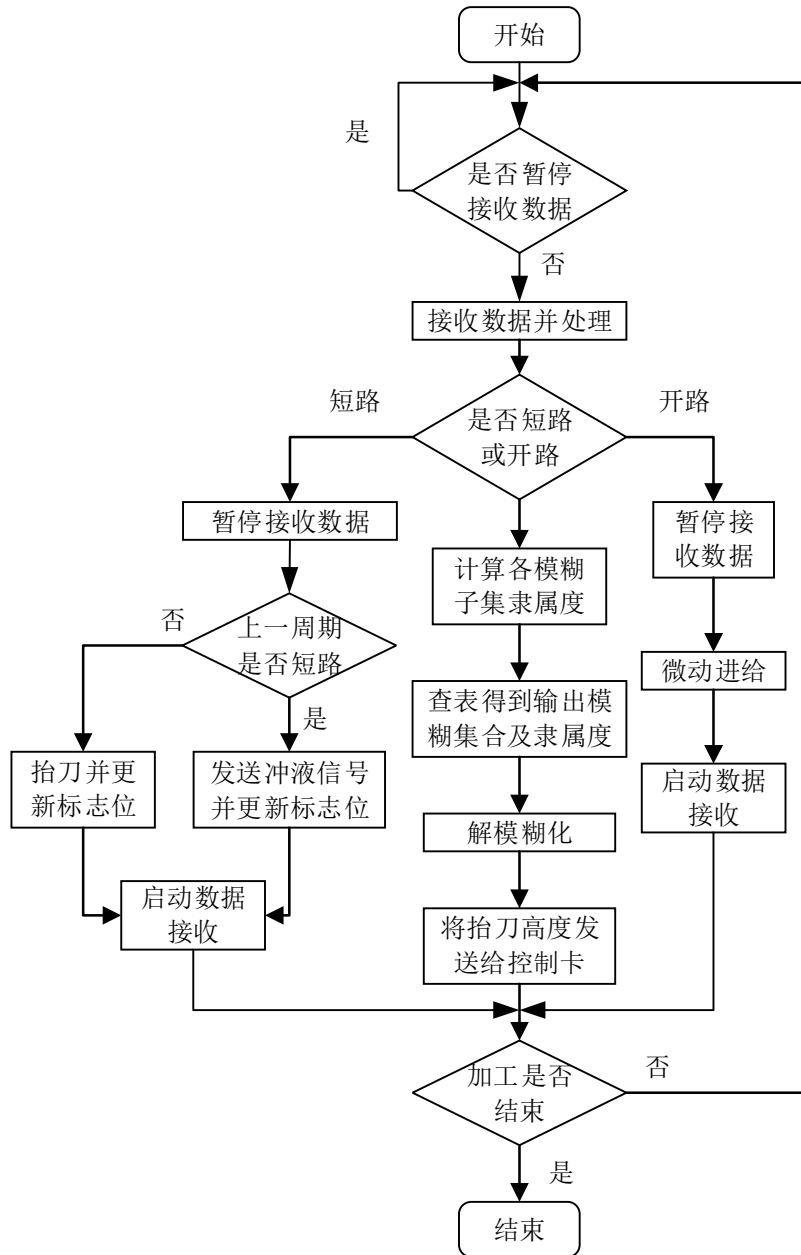 开始
是
是否暂停
接收数据
否
接收数据并处理
短路
是否短路
或开路
开路
暂停接收数据
暂停接
收数据
计算各模糊
子集隶属度
否
上一周期
是否短路
微动进给
是
查表得到输出模
糊集合及隶属度
抬刀并更
新标志位
发送冲液信号
并更新标志位
启动数据
接收
解模糊化
启动数据
接收
将抬刀高度发
送给控制卡
加工是否
结束
否
是
结束